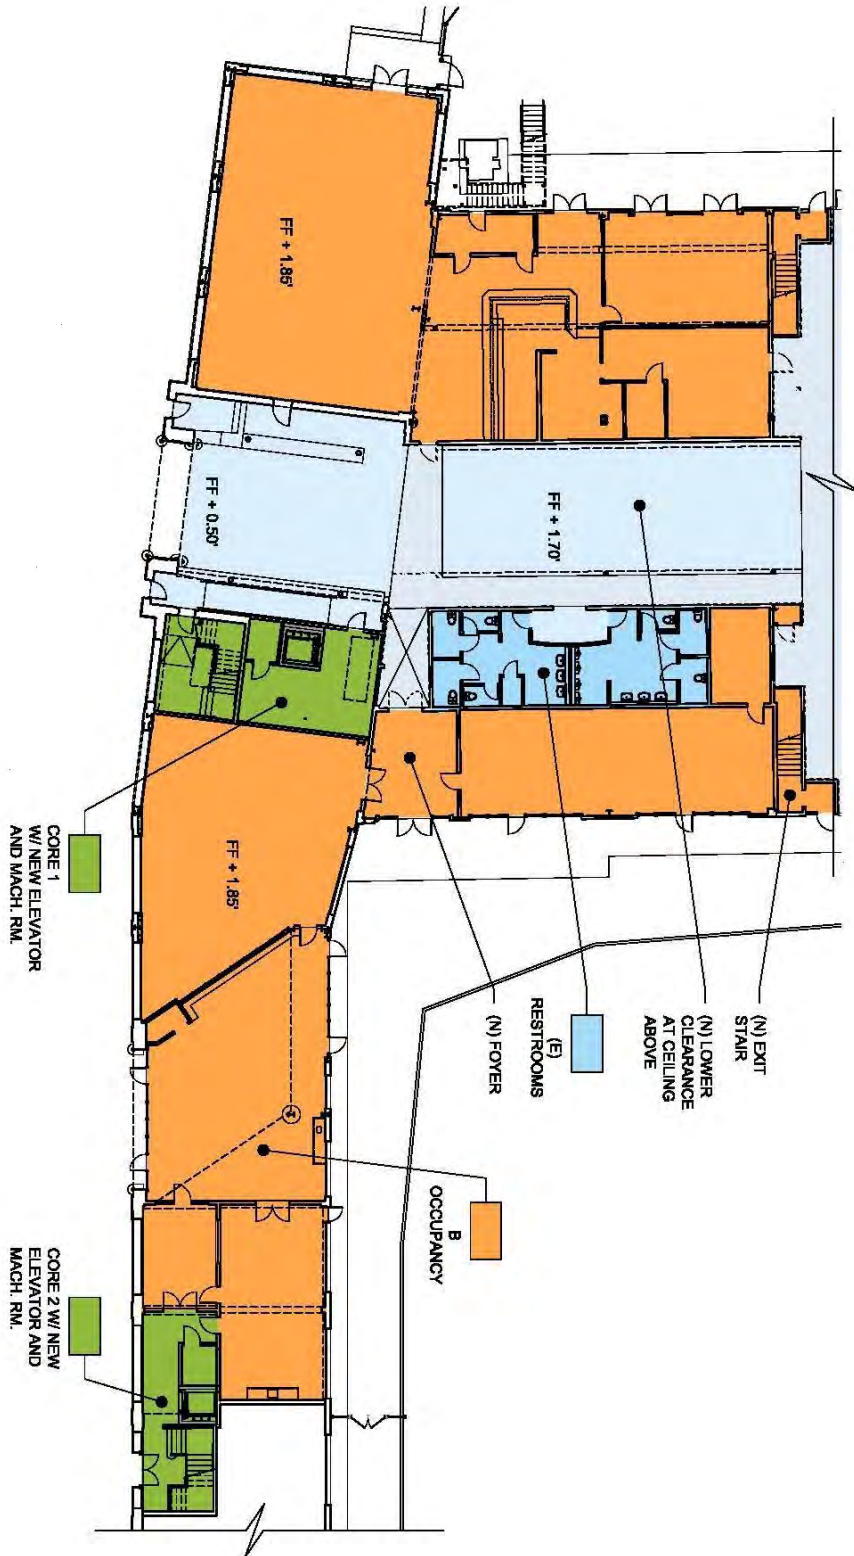 FF + 1.85'
FF + 0.50'
FF + 1.70'
FF + 1.85'
CORE 1
W/ NEW ELEVATOR
AND MACH. RM.
(N) EXIT
STAIR
(N) LOWER
CLEARANCE
AT CEILING
ABOVE
(E)
RESTROOMS
(N) FOYER
B
OCCUPANCY
CORE 2 W/ NEW
ELEVATOR AND
MACH. RM.